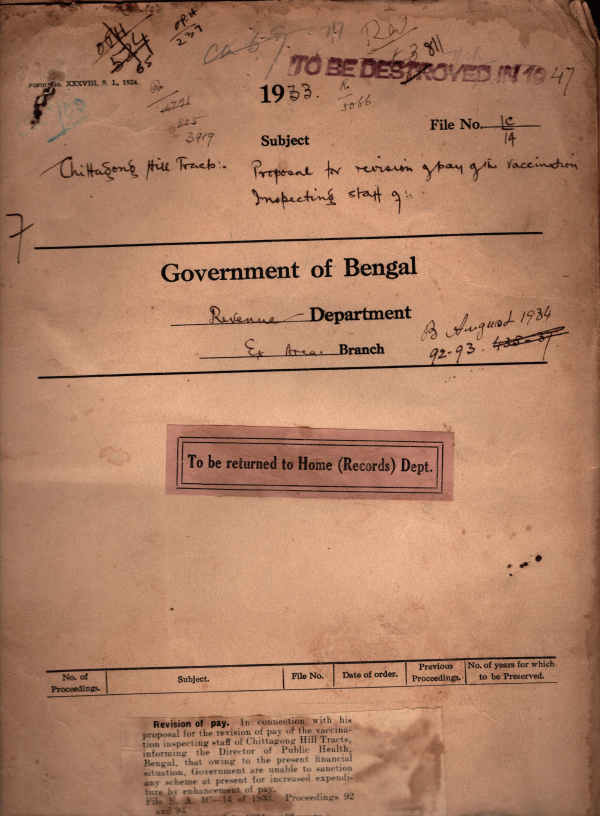 OPH
237
65
Form No. XXXVIII, S. I., 1924.
TO BE DESTROYED IN 1947
1933.
5066
3919
File No. 1C
14
Subject
Chittagong Hill Tracts:- Proposal for revision of pay of the vaccination
Inspecting staff of :-
7
Government of Bengal
Revenue Department
Ex Area Branch
B August 1934
92-93.
To be returned to Home (Records) Dept.
No. of Proceedings. Subject. File No. Date of order. Previous Proceedings. No. of years for which to be Preserved.
Revision of pay. In connection with his
proposal for the revision of pay of the vaccina-
tion inspecting staff of Chittagong Hill Tracts,
informing the Director of Public Health,
Bengal, that owing to the present financial
situation, Government are unable to sanction
any scheme at present for increased expendi-
ture by enhancement of pay.
File E. A. 1C—14 of 1933. Proceedings 92
and 93.